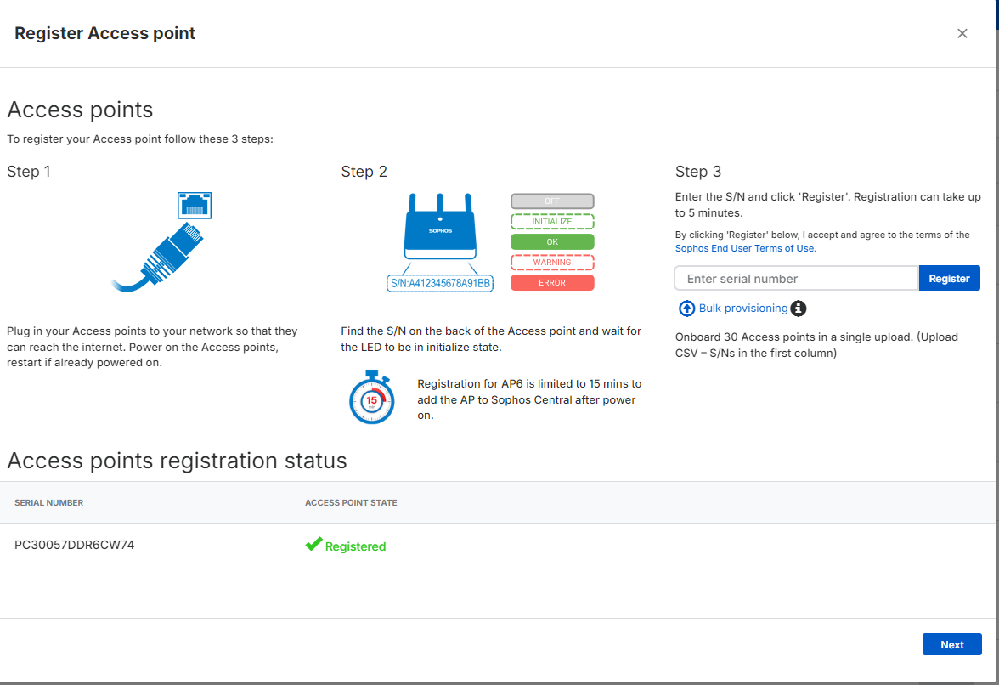 Register Access point
Access points
To register your Access point follow these 3 steps:
Step 1
Plug in your Access points to your network so that they
can reach the internet. Power on the Access points,
restart if already powered on.
Step 2
SOPHOS
S/N:A412345678A91BB
OFF
INITIALIZE
OK
WARNING
ERROR
Find the S/N on the back of the Access point and wait for
the LED to be in initialize state.
15
min
Registration for AP6 is limited to 15 mins to
add the AP to Sophos Central after power
on.
Step 3
Enter the S/N and click 'Register'. Registration can take up
to 5 minutes.
By clicking 'Register' below, I accept and agree to the terms of the
Sophos End User Terms of Use.
Enter serial number
Register
Bulk provisioning
Onboard 30 Access points in a single upload. (Upload
CSV – S/Ns in the first column)
Access points registration status
SERIAL NUMBER ACCESS POINT STATE
PC30057DDR6CW74 Registered
Next